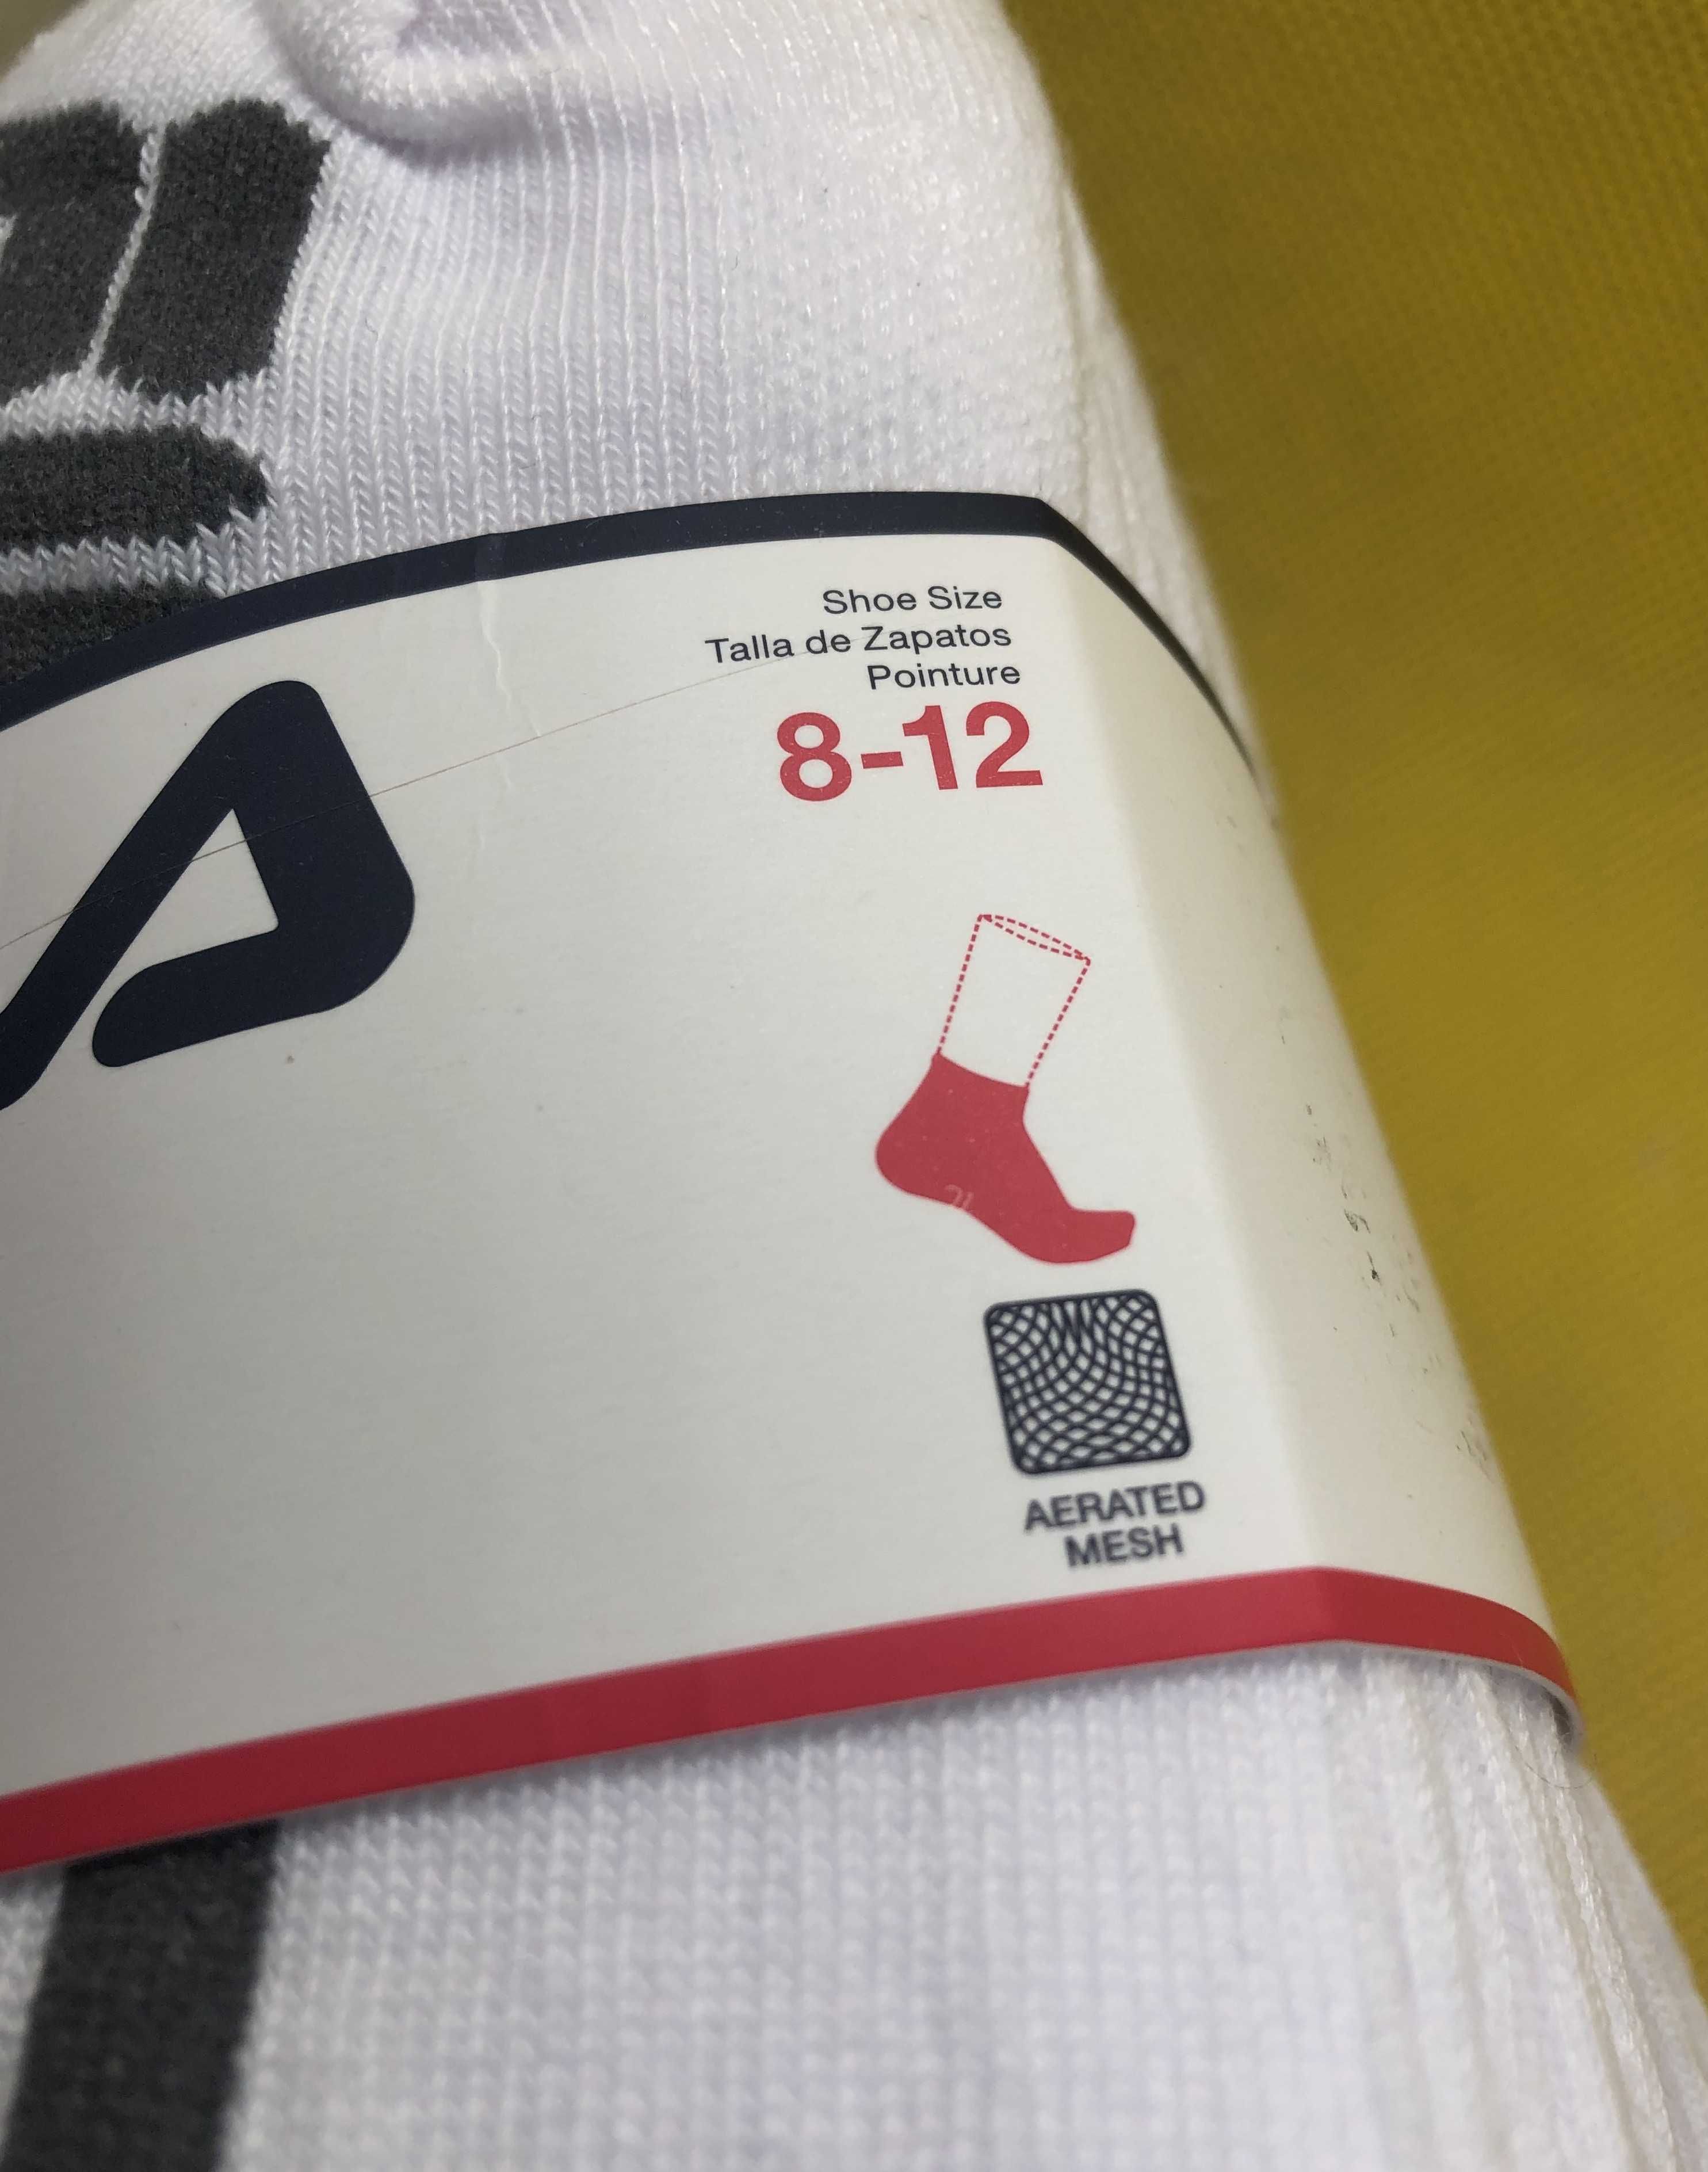 Shoe Size
Talla de Zapatos
Pointure
8-12
A
AERATED
MESH